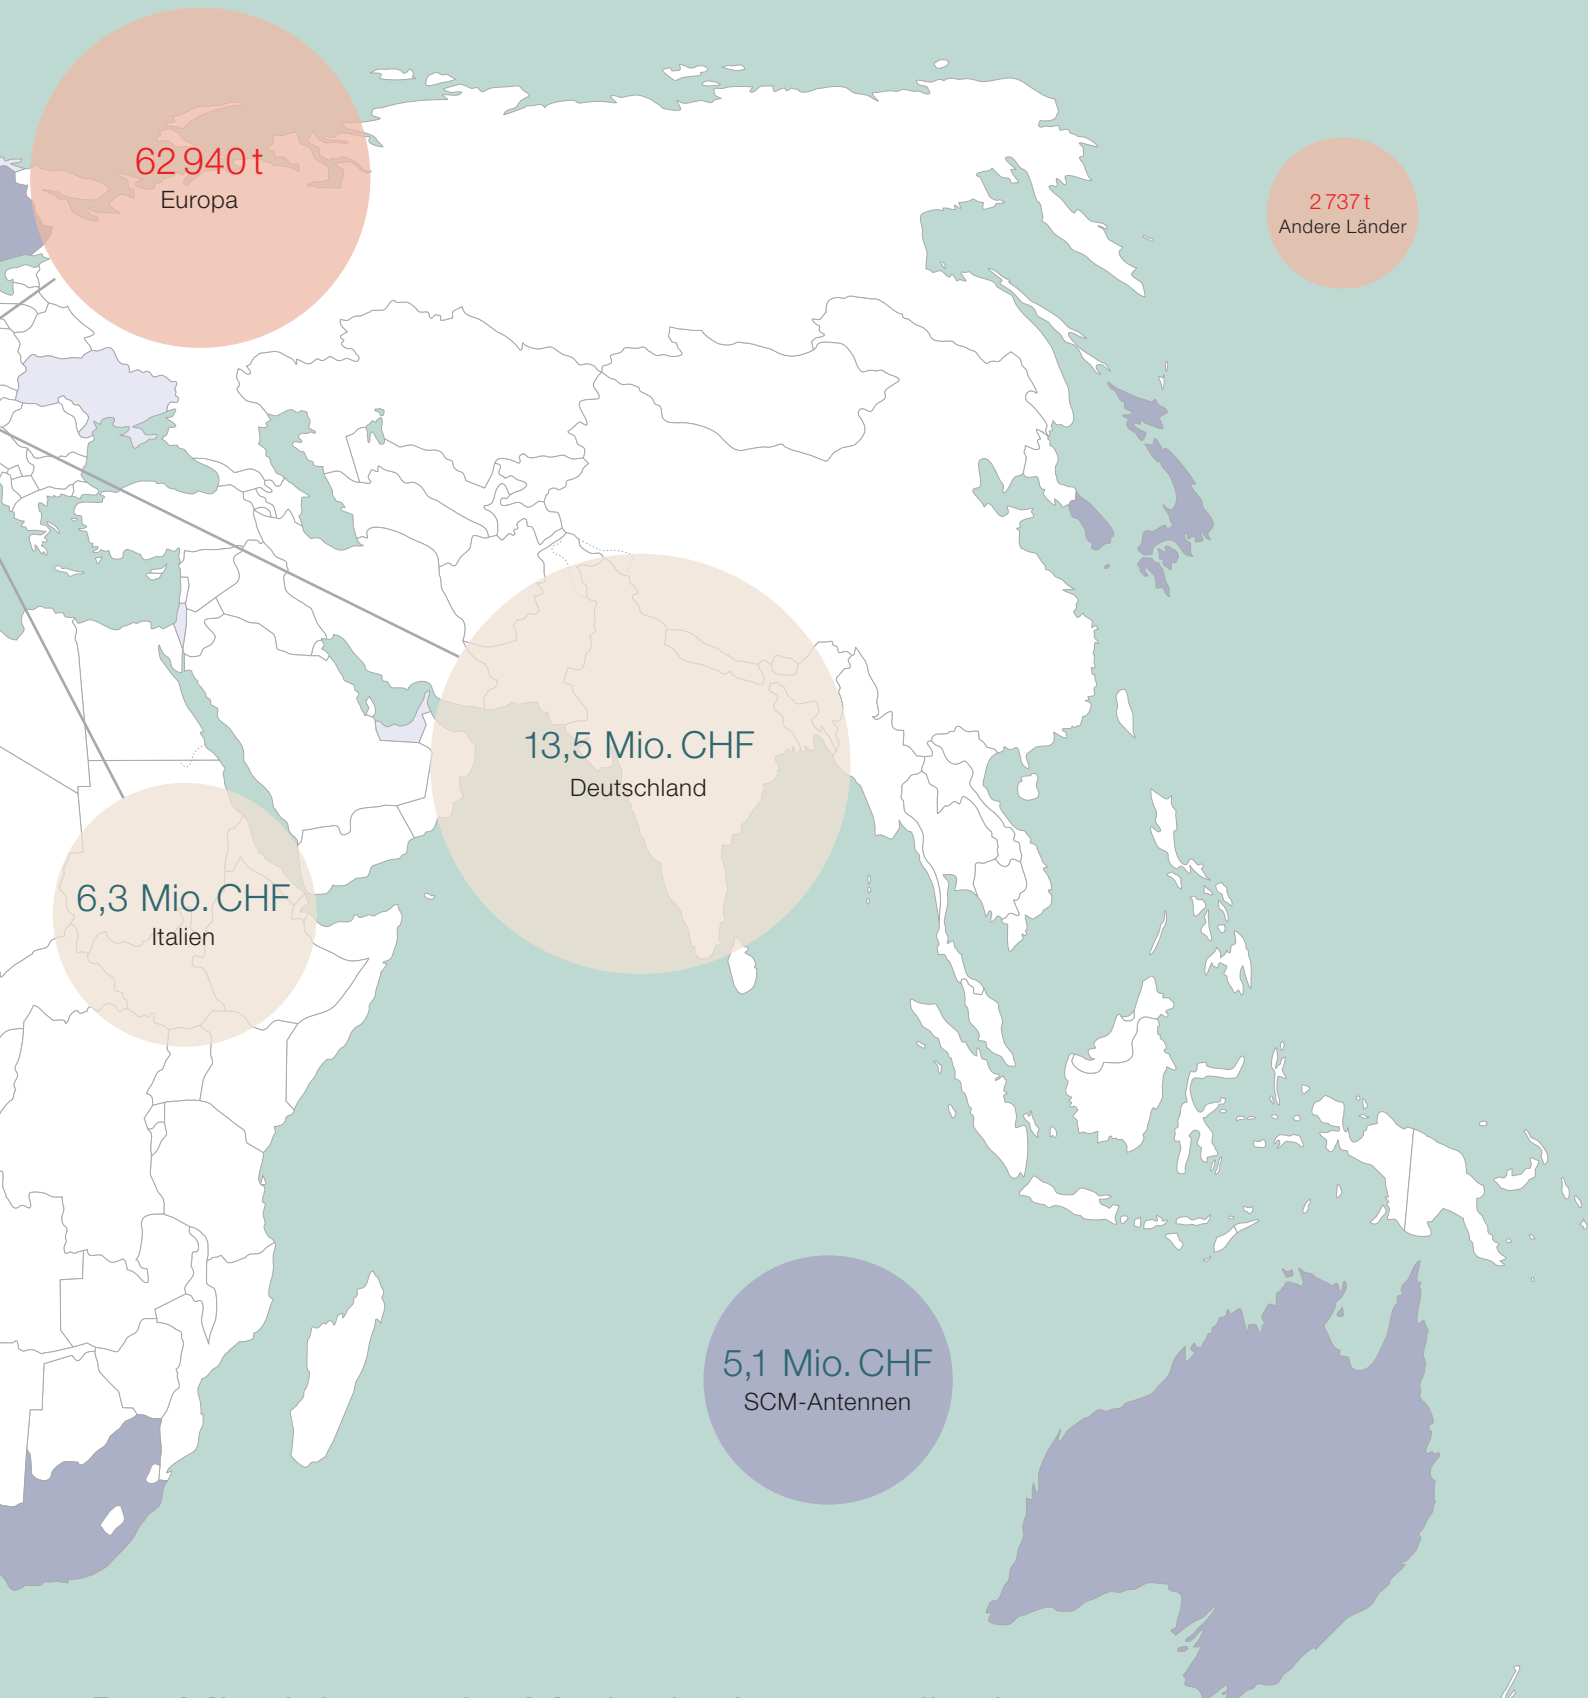 62 940 t
Europa
2 737 t
Andere Länder
13,5 Mio. CHF
Deutschland
6,3 Mio. CHF
Italien
5,1 Mio. CHF
SCM-Antennen